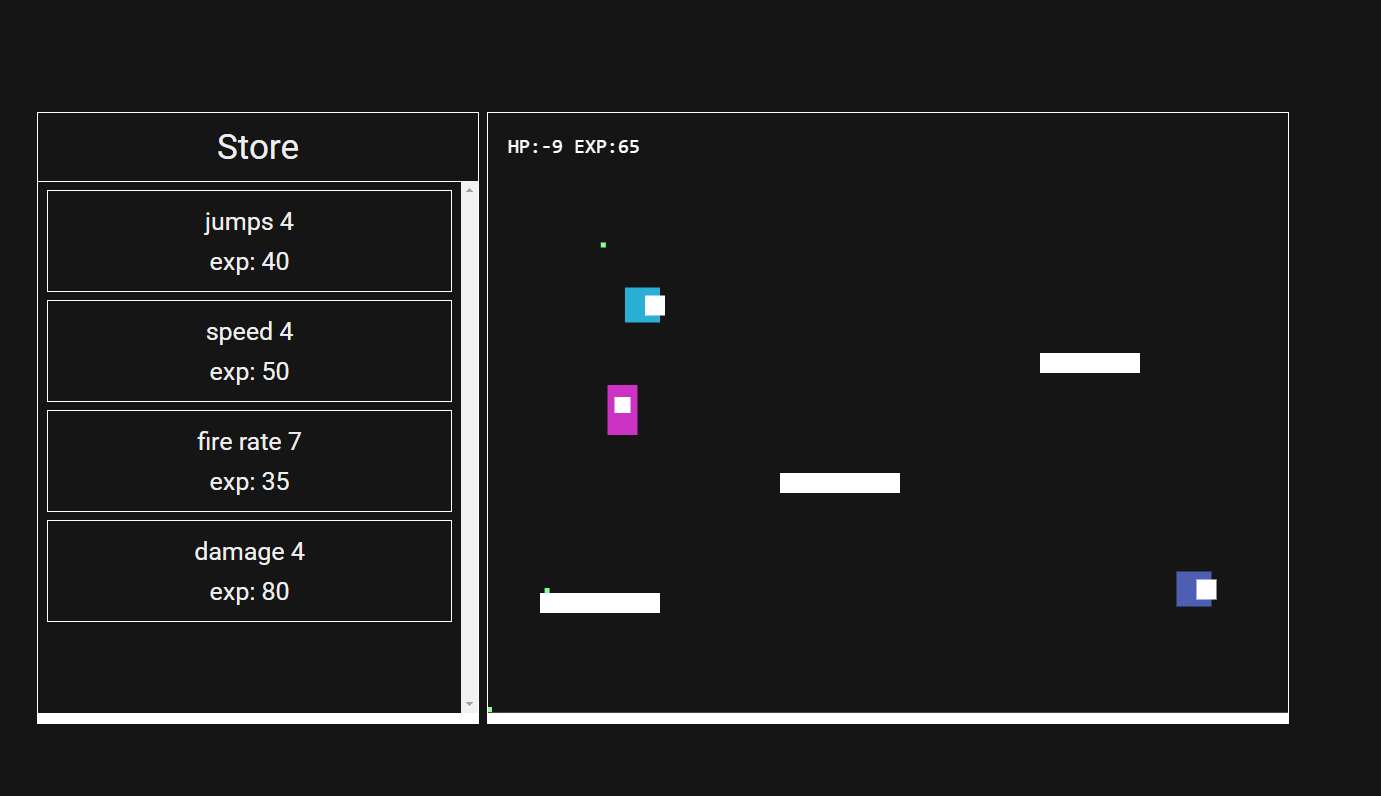 Store
jumps 4
exp: 40
speed 4
exp: 50
fire rate 7
exp: 35
damage 4
exp: 80
HP:-9 EXP:65